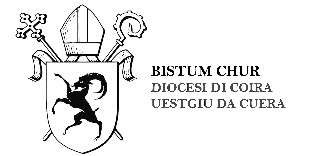 BISTUM CHUR
DIOCESI DI COIRA
UESTGIU DA CUERA